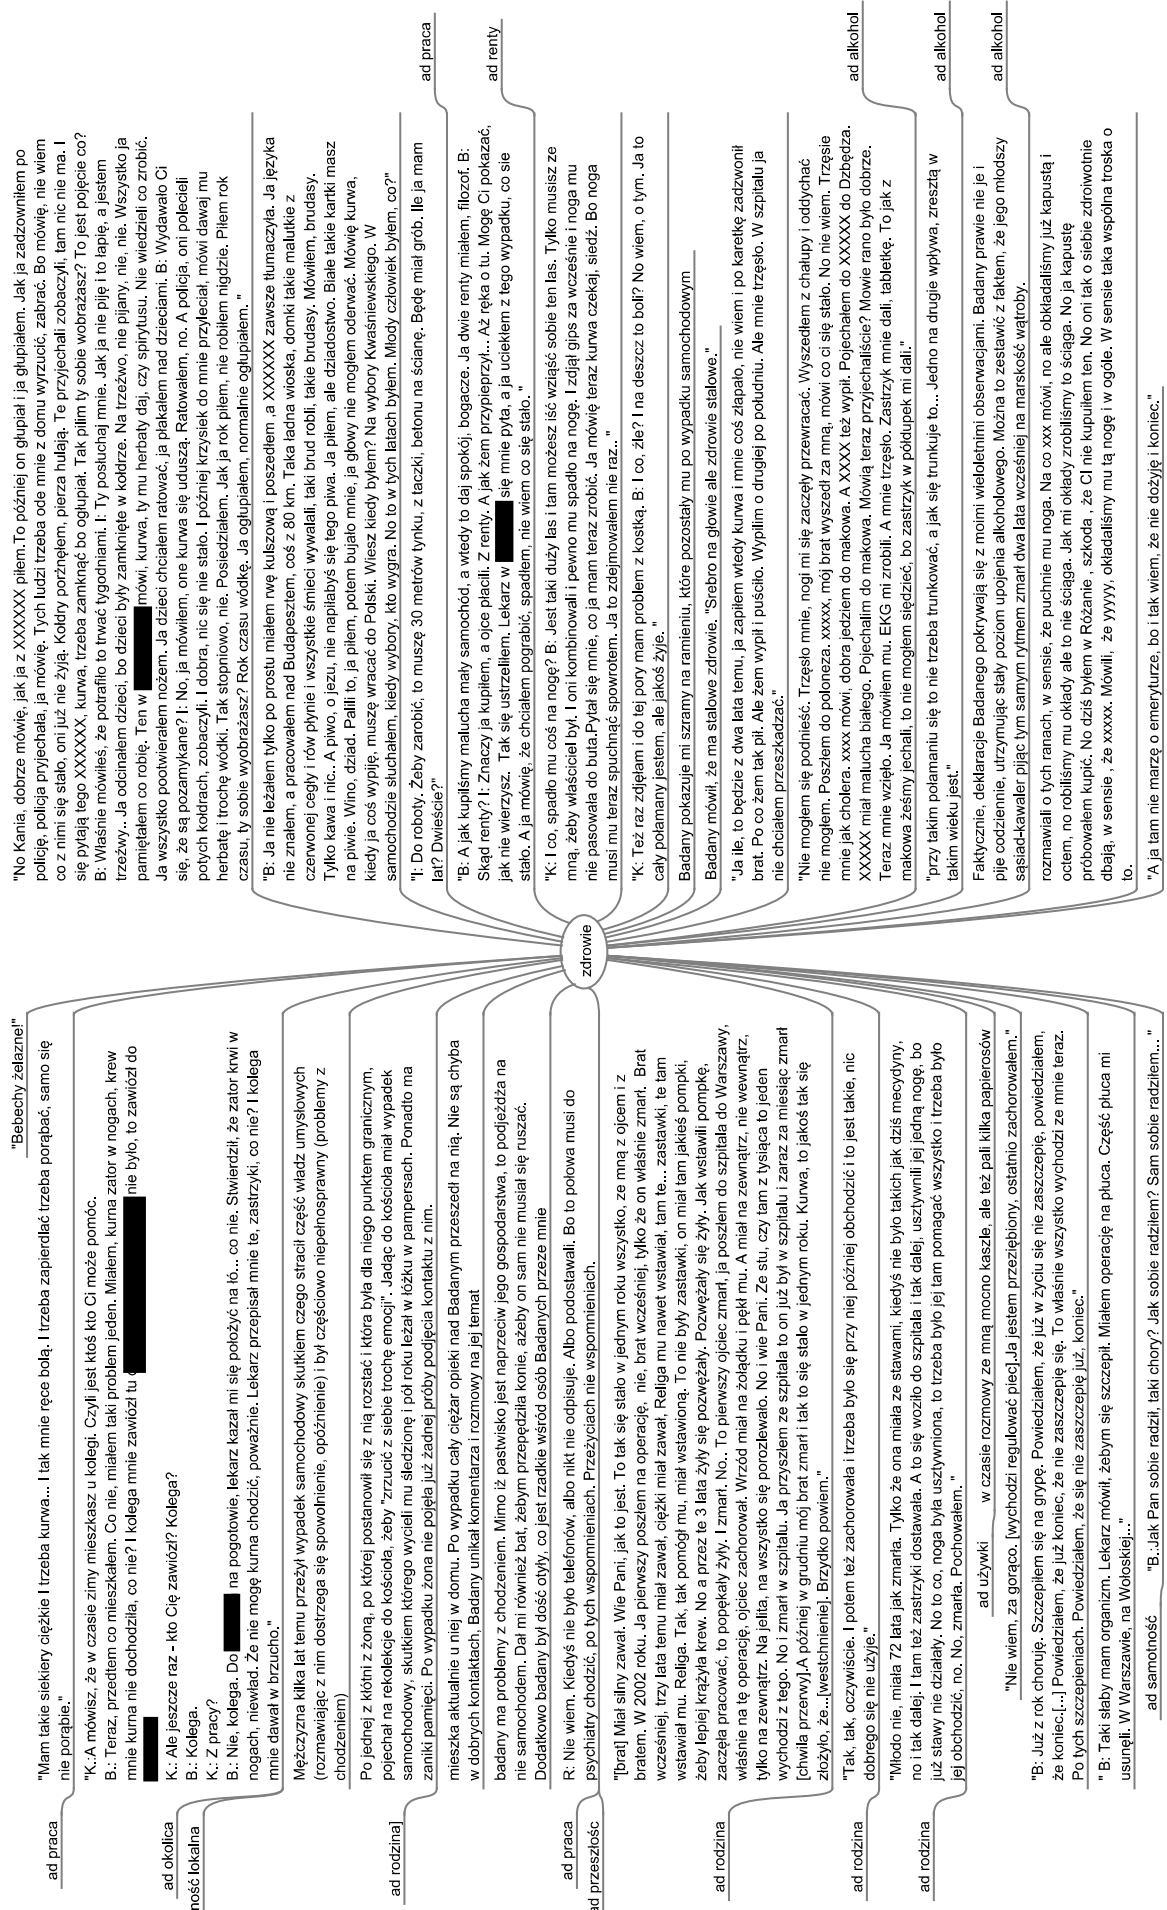 "Bebechy żelazne!"
ad praca
"Mam takie siekiery ciężkie I trzeba kurwa... I tak mnie ręce bolą. I trzeba zapierdlać trzeba porąbać, samo się
nie porąbie."
"K.:A mówisz, że w czasie zimy mieszkasz u kolegi. Czyli jest ktoś kto Ci może pomóc.
B.: Teraz, przedtem co mieszkałem. Co nie, miałem taki problem jeden. Miałem, kurna zator w nogach, krew
mnie kurna nie dochodziła, co nie? I kolega mnie zawiózl tu nie było, to zawiózł do
K.: Ale jeszcze raz - kto Cię zawiózl? Kolega?
B.: Kolega.
K.: Z pracy?
B.: Nie, kolega. Do na pogotowie, lekarz kazał mi się położyć na łó... co nie. Stwierdził, że zator krwi w
nogach, niewład. Że nie mogę kurna chodzić, poważnie. Lekarz przepisał mnie te, zastrzyki, co nie? I kolega
mnie dawał w brzucho."
ad okolica
ność lokalna
Mężczyzna kilka lat temu przeżył wypadek samochodowy skutkiem czego stracił część władz umysłowych
(rozmawiając z nim dostrzega się spowolnienie, opóźnienie) i był częściowo niepełnosprawny (problemy z
chodzeniem)
ad rodzina]
Po jednej z kłótni z żoną, po której postanowił się z nią rozstać i która była dla niego punktem granicznym,
pojechał na rekolekcje do kościoła, żeby "zrzucić z siebie trochę emocji". Jadąc do kościoła miał wypadek
samochodowy, skutkiem którego wycieli mu śledzionę i pół roku leżał w łóżku w pampersach. Ponadto ma
zaniki pamięci. Po wypadku żona nie pojęła już żadnej próby podjęcia kontaktu z nim.
mieszka aktualnie u niej w domu. Po wypadku cały ciężar opieki nad Badanym przeszedł na nią. Nie są chyba
w dobrych kontaktach, Badany unikał komentarza i rozmowy na jej temat
badany ma problemy z chodzeniem. Mimo iż pastwisko jest naprzeciw jego gospodarstwa, to podjeżdża na
nie samochodem. Dał mi również bat, żebym przepędziła konie, ażeby on sam nie musiał się ruszać.
Dodatkowo badany był dość otyły, co jest rzadkie wśród osób Badanych przeze mnie
ad praca
ad przeszłośc
R: Nie wiem. Kiedyś nie było telefonów, albo nikt nie odpisuje. Albo podostawali. Bo to połowa musi do
psychiatry chodzić, po tych wspomnieniach. Przeżyciach nie wspomnieniach.
ad rodzina
"[brat] Miał silny zawał. Wie Pani, jak to jest. To tak się stało w jednym roku wszystko, ze mną z ojcem i z
bratem. W 2002 roku. Ja pierwszy poszłem na operację, nie, brat wcześniej, tylko że on właśnie zmarł. Brat
wcześniej, trzy lata temu miał zawał, ciężki miał zawał, Religa mu nawet wstawiał, tam te... zastawki, te tam
wstawiał mu. Religa. Tak, tak pomógł mu, miał wstawioną. To nie były zastawki, on miał tam jakieś pompki,
żeby lepiej krążyła krew. No a przez te 3 lata żyły się pozwężały. Pozwężały się żyły. Jak wstawili pompkę,
zaczęła pracować, to popękały żyły. I zmarł. No.. To pierwszy ojciec zmarł, ja poszłem do szpitala do Warszawy,
właśnie na tę operację, ojciec zachorował. Wrzód miał na żołądku i pękł mu. A miał na zewnątrz, nie wewnątrz,
tylko na zewnątrz. Na jelita, na wszystko się porozlewało. No i wie Pani. Ze stu, czy tam z tysiąca to jeden
wychodzi z tego. No i zmarł w szpitalu. Ja przyszłem ze szpitala to on już był w szpitalu i zaraz za miesiąc zmarł
[chwila przerwy].A później w grudniu mój brat zmarł i tak to się stało w jednym roku. Kurwa, to jakoś tak się
złożyło, że...[westchnienie]. Brzydko powiem."
ad rodzina
"Tak, tak, oczywiście. I potem też zachorowała i trzeba było się przy niej później obchodzić i to jest takie, nic
dobrego się nie użyje."
ad rodzina
"Młodo nie, miała 72 lata jak zmarła. Tylko że ona miała ze stawami, kiedyś nie było takich jak dziś mecydyny,
no i tak dalej. I tam też zastrzyki dostawała. A to się woziło do szpitala i tak dalej, usztywnili jej jedną nogę, bo
już stawy nie działały. No to co, noga była usztywniona, to trzeba było jej tam pomagać wszystko i trzeba było
jej obchodzić, no. No, zmarła. Pochowałem."
ad używki
w czasie rozmowy ze mną mocno kaszle, ale też pali kilka papierosów
"Nie wiem, za gorąco. [wychodzi regulować piec].Ja jestem przeziębiony, ostatnio zachorowałem."
"B: Już z rok choruję. Szczepiłem się na grypę. Powiedziałem, że już w życiu się nie zaszczepię, powiedziałem,
że koniec.[...] Powiedziałem, że już koniec, że nie zaszczepię się. To właśnie wszystko wychodzi ze mnie teraz.
Po tych szczepieniach. Powiedziałem, że się nie zaszczepię już, koniec."
" B: Taki słaby mam organizm. Lekarz mówił, żebym się szczepił. Miałem operację na płuca. Część płuca mi
usunęli. W Warszawie, na Wołoskiej..."
ad samotność
"B.:Jak Pan sobie radził, taki chory? Jak sobie radziłem? Sam sobie radziłem..."
zdrowie
"No Kania, dobrze mówię, jak ja z XXXXXX piłem.To później on głupiał i ja głupiałem. Jak ja zadzwoniłem po
policję, policja pryjechała, ja mówię. Tych ludzi trzeba ode mnie z domu wyrzucić, zabrać. Bo mówię, nie wiem
co z nimi się stało, oni już nie żyją. Kołdry porżnąłem, pierza hulają. Te przyjechali zobaczyli, tam nic nie ma. I
się pytają tego XXXXXX, kurwa, trzeba zamknąć bo ogłupiał. Tak pilim ty sobie wyobrażasz? To jest pojęcie co?
B: Właśnie mówiłeś, że potrafiło to trwać tygodniami. I: Ty posłuchaj mnie. Jak ja nie piję i to łapię, a jestem
trzeźwy.. Ja odcinałem dzieci, bo dzieci były zamknięte w kołdrze. Na trzeźwo, nie pijany, nie, nie. Wszystko ja
pamiętałem co robię. Ten w mówi, kurwa, ty mu herbaty daj, czy spirytusu. Nie wiedzieli co zrobić.
Ja wszystko pootwierałem nożem. Ja dzieci chciałem ratować, ja płakałem nad dzieciami. B: Wydawało Ci
się, że są pozamykane? I: No, ja mówiłem, one kurwa się uduszą. Ratowałem, no. A policja, oni polecieli
potych kołdrach, zobaczyli. I dobra, nic się nie stało. I później krzysiek do mnie przyleciał, mówi dawaj mu
herbatę i trochę wódki. Tak stopniowo, nie. Posiedziałem. Jak ja rok piłem, nie robiłem nigdzie. Piłem rok
czasu, ty sobie wyobrażasz? Rok czasu wódkę. Ja ogłupiałem, normalnie ogłupiałem."
"B: Ja nie leżałem tylko po prostu miałem rwę kulszową i poszedłem ,a XXXXXX zawsze tłumaczyła. Ja języka
nie znałem, a pracowałem nad Budapesztem, coś z 80 km, Taka ładna wioska, domki takie malutkie z
czerwonej cegły i rów płynie i wszystkie śmieci wywalali, taki brud robli, takie brudasy. Mówiłem, brudasy.
Tylko kawa i nic.. A piwo, o jezu, nie napiłabyś się tego piwa. Ja piłem, ale dziadostwo. Białe takie kartki masz
na piwie. Wino, dziad. Palili to, ja piłem, potem bujało mnie, ja głowy nie mogłem oderwać. Mówię kurwa,
kiedy ja coś wypiję, muszę wracać do Polski. Wiesz kiedy byłem? Na wybory Kwaśniewskiego. W
samochodzie słuchałem, kiedy wybory, kto wygra. No to w tych latach byłem. Młody człowiek byłem, co?"
"I: Do roboty. Żeby zarobić, to muszę 30 metrów tynku, z taczki, betonu na ścianę. Będę miał grób. Ile ja mam
lat? Dwieście?"
ad praca
"B: A jak kupiliśmy malucha mały samochód, a wtedy to daj spokój, bogacze. Ja dwie renty miałem, filozof. B:
Skąd renty? I: Znaczy ja kupiłem, a ojce płacili. Z renty. A jak żem przypieprzył... Aż ręka o tu. Mogę Ci pokazać,
jak nie wierzysz. Tak się ustrzeliłem. Lekarz w się mnie pyta, a ja uciekłem z tego wypadku, co się
stało. A ja mówię, że chciałem pograbić, spadłem, nie wiem co się stało."
ad renty
"K: I co, spadło mu coś na nogę? B: Jest taki duży las i tam możesz iść wziąść sobie ten las. Tylko musisz ze
mną, żeby właściciel był. I oni kombinowali i pewno mu spadło na nogę. I zdjął gips za wcześnie i noga mu
nie pasowała do buta.Pytał się mnie, co ja mam teraz zrobić. Ja mówię teraz kurwa czekaj, siedź. Bo noga
musi mu teraz spuchnąć spowrotem. Ja to zdejmowałem nie raz..."
"K: Też raz zdjąłem i do tej pory mam problem z kostką. B: I co, źle? I na deszcz to boli? No wiem, o tym. Ja to
cały połamany jestem, ale jakoś żyje. "
Badany pokazuje mi szramy na ramieniu, które pozostały mu po wypadku samochodowym
Badany mówił, że ma stalowe zdrowie. "Srebro na głowie ale zdrowie stalowe."
"Ja Ile, to będzie z dwa lata temu, ja zapiłem wtedy kurwa i mnie coś złapało, nie wiem i po karetkę zadzwonił
brat. Po co żem tak pił. Ale żem wypił i puściło. Wypilim o drugiej po południu. Ale mnie trzęsło. W szpitalu ja
nie chciałem przeszkadzać."
"Nie mogłem się podnieść. Trzęsło mnie, nogi mi się zaczęły przewracać. Wyszedłem z chałupy i oddychać
nie mogłem. Poszłem do poloneza. xxxx, mój brat wyszedł za mną, mówi co ci się stało. No nie wiem. Trzęsie
mnie jak cholera. xxxx mówi, dobra jedziem do makowa. A XXXX też wypił. Pojechałem do XXXXX do Dzbędza.
XXXXX miał malucha białego. Pojechalim do makowa. Mówią teraz przyjechaliście? Mowie rano było dobrze.
Teraz mnie wzięło. Ja mówiłem mu. EKG mi zrobili. A mnie trzęsło. Zastrzyk mnie dali, tabletkę. To jak z
makowa żeśmy jechali, to nie mogłem siedzieć, bo zastrzyk w półdupek mi dali."
ad alkohol
"przy takim połamaniu się to nie trzeba trunkować, a jak się trunkuje to... Jedno na drugie wpływa, zresztą w
takim wieku jest."
ad alkohol
Faktycznie, deklaracje Badanego pokrywają się z moimi wieloletnimi obserwacjami. Badany prawie nie je i
pije codziennie, utrzymując stały poziom upojenia alkoholowego. Można to zestawić z faktem, że jego młodszy
sąsiad-kawaler pijąc tym samym rytmem zmarł dwa lata wcześniej na marskość wątroby.
ad alkohol
rozmawiali o tych ranach, w sensie, że puchnie mu noga. Na co xxx mówi, no ale obkładaliśmy już kapustą i
octem, no robiliśmy mu okłady ale to nie ściąga. Jak mi okłady zrobiliśmy to ściąga. No ja kapustę
próbowałem kupić. No dziś byłem w Różanie , szkoda, że CI nie kupuiłem ten. No oni tak o siebie zdroiwotnie
dbają, w sensie , że xxxx. Mówili, że yyyyy, okładaliśmy mu tą nogę i w ogóle. W sensie taka wspólna troska o
to.
"A ja tam nie marzę o emeryturze, bo i tak wiem, że nie dożyję i koniec."